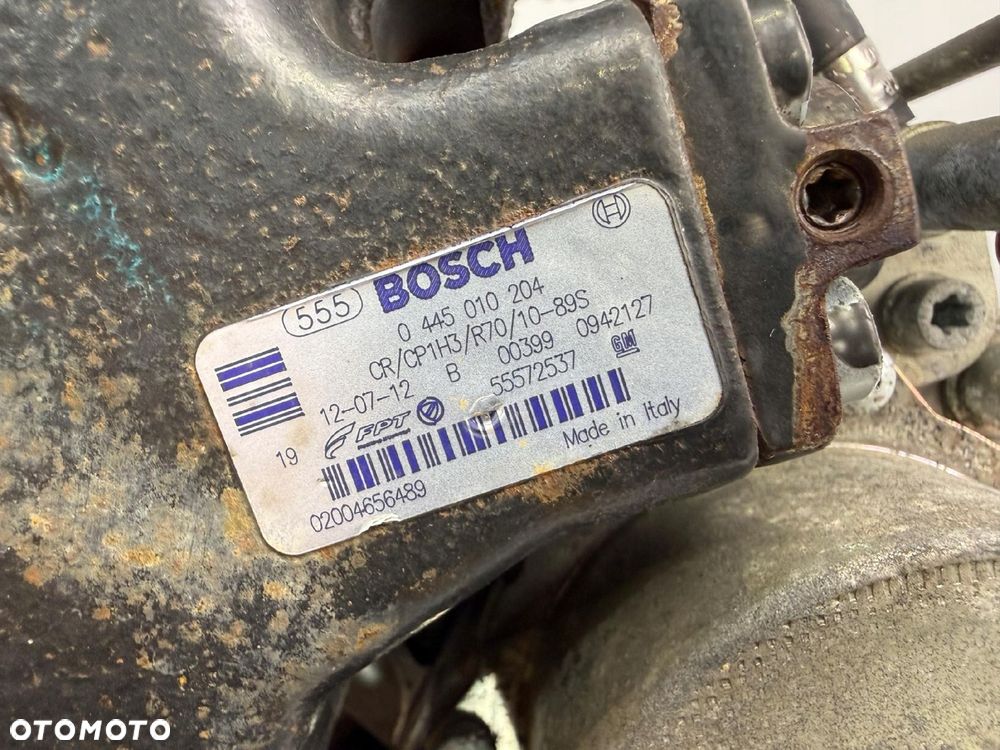 555 BOSCH
0 445 010 204
CR/CP1H3/R70/10-89S
12-07-12 B 00399 0942127
FPT 55572537 GM
19
Made in Italy
02004656489
OTOMOTO